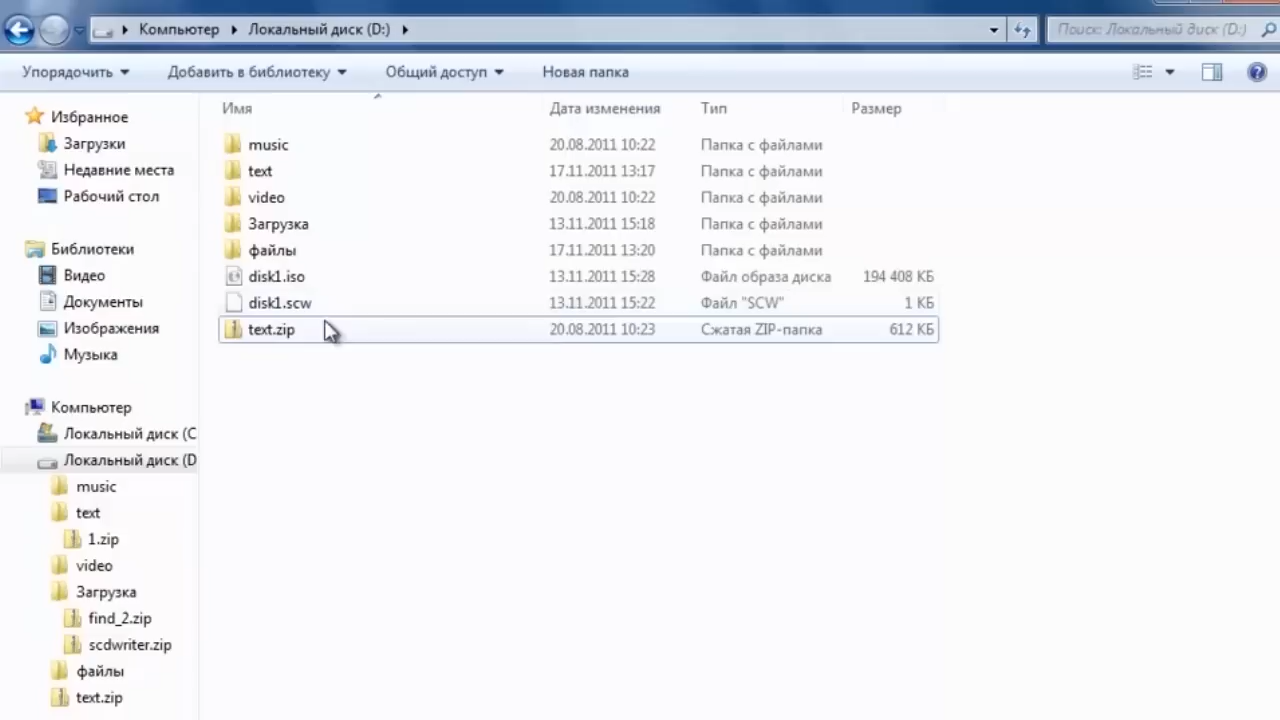 Компьютер Локальный диск (D:) Поиск: Локальный диск (D:)
Упорядочить Добавить в библиотеку Общий доступ Новая папка
Избранное
Загрузки
Недавние места
Рабочий стол
Библиотеки
Видео
Документы
Изображения
Музыка
Компьютер
Локальный диск (C
Локальный диск (D
music
text
1.zip
video
Загрузка
find_2.zip
scdwriter.zip
файлы
text.zip
Имя Дата изменения Тип Размер
music 20.08.2011 10:22 Папка с файлами
text 17.11.2011 13:17 Папка с файлами
video 20.08.2011 10:22 Папка с файлами
Загрузка 13.11.2011 15:18 Папка с файлами
файлы 17.11.2011 13:20 Папка с файлами
disk1.iso 13.11.2011 15:28 Файл образа диска 194 408 КБ
disk1.scw 13.11.2011 15:22 Файл "SCW" 1 КБ
text.zip 20.08.2011 10:23 Сжатая ZIP-папка 612 КБ